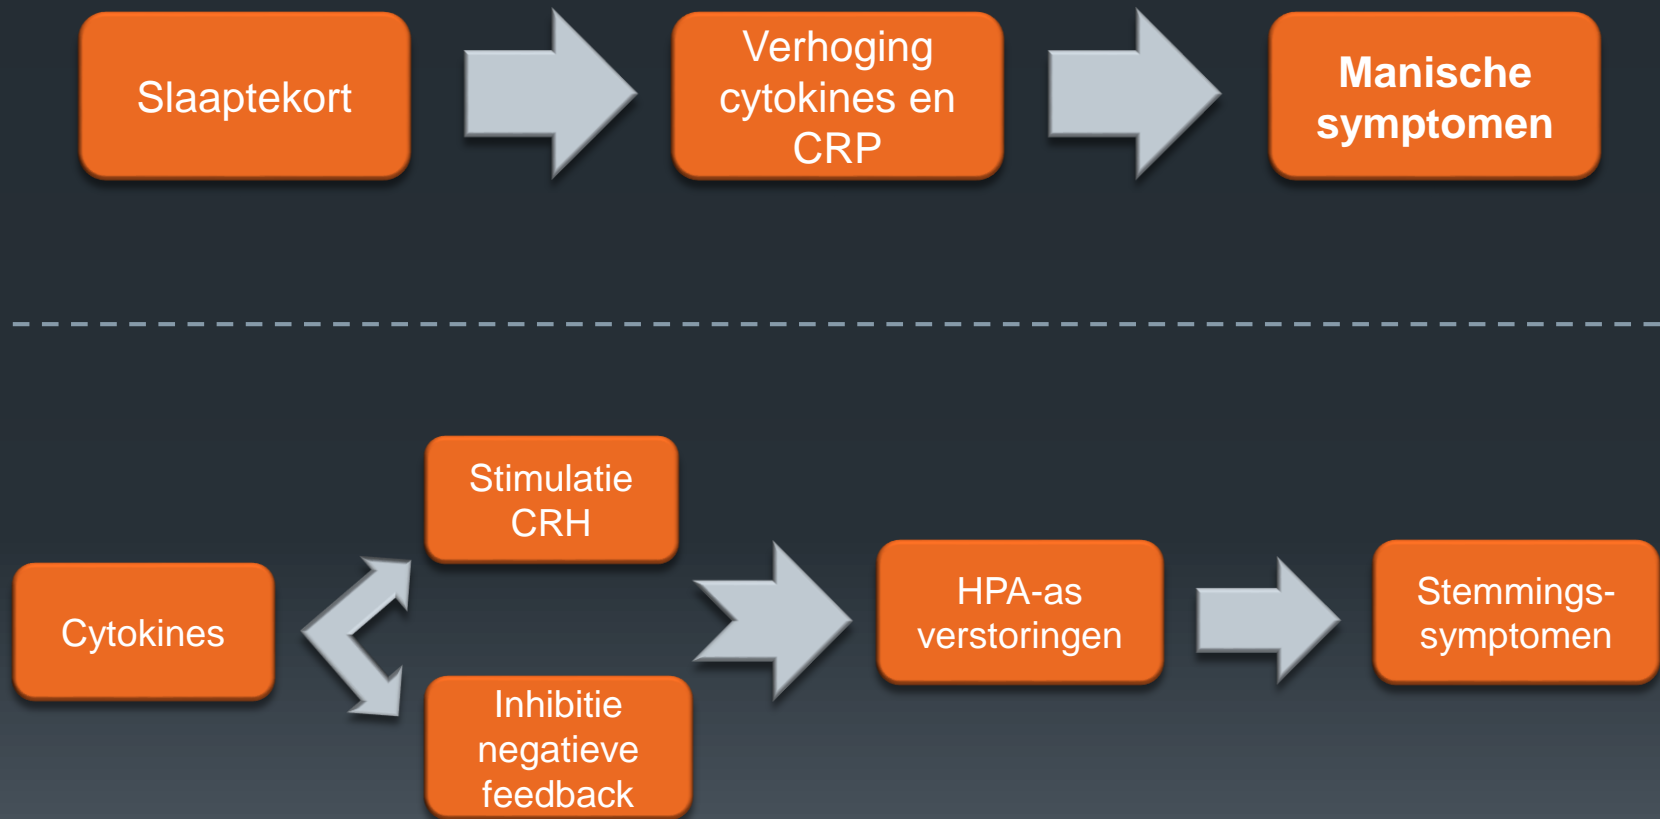 Slaaptekort
Verhoging
cytokines en
CRP
Manische
symptomen
Stimulatie
CRH
Cytokines
Inhibitie
negatieve
feedback
HPA-as
verstoringen
Stemmings-
symptomen